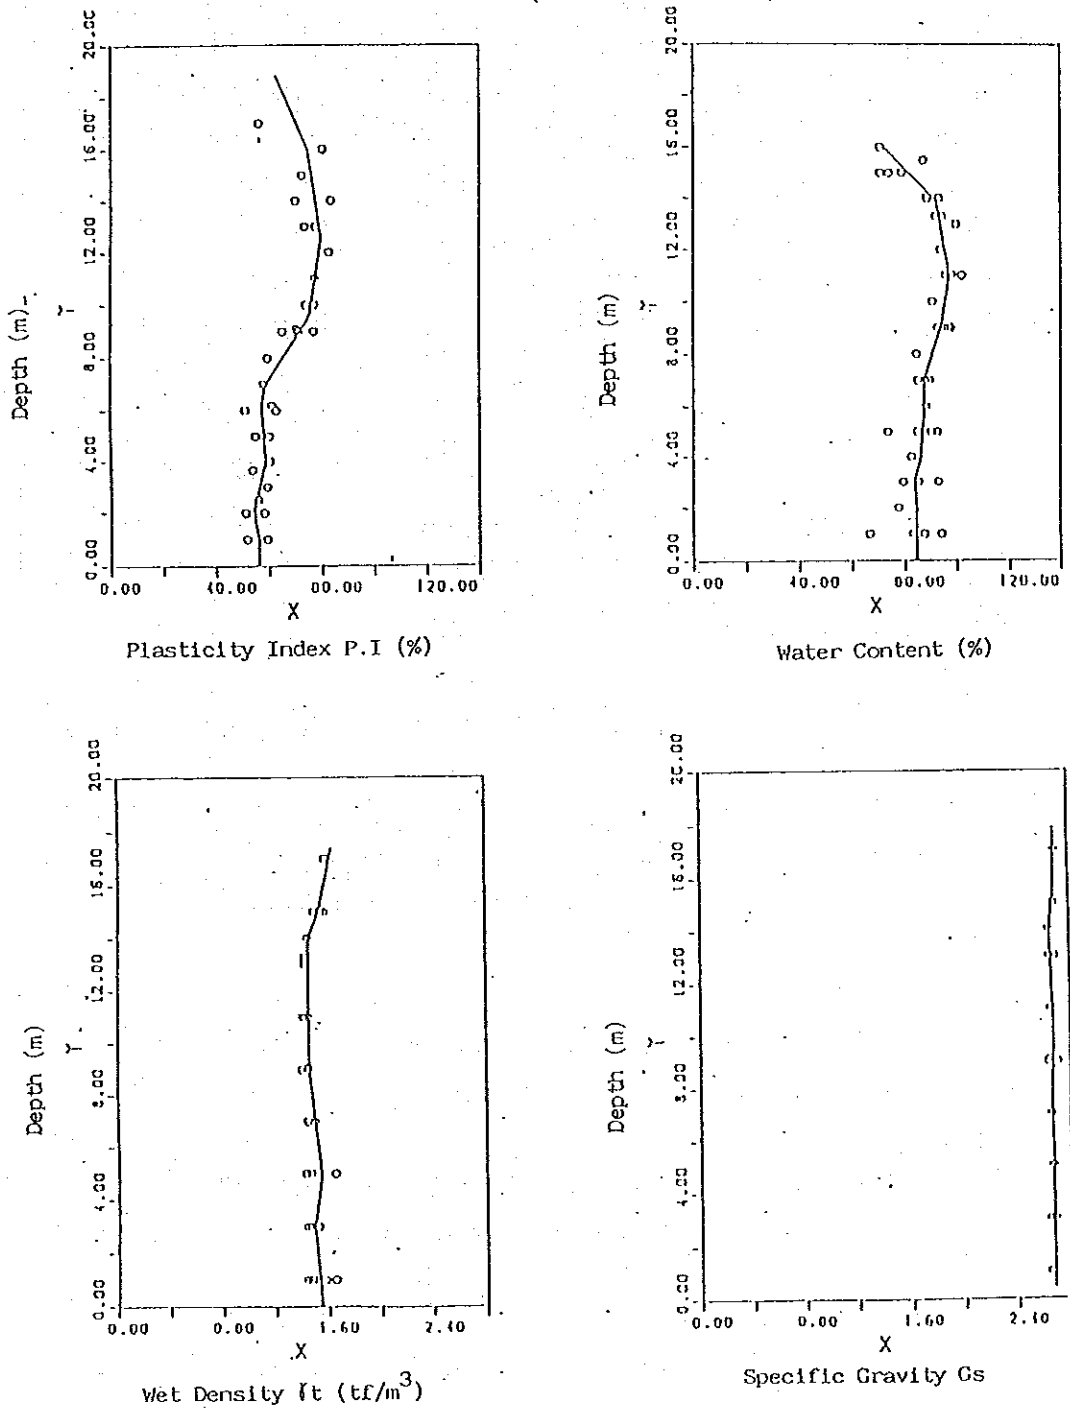 20.00 20.00
16.00 16.00
12.00 12.00
8.00 8.00
4.00 4.00
0.00 0.00
Depth (m) Depth (m)
Y Y
0.00 40.00 80.00 120.00 0.00 40.00 80.00 120.00
X X
Plasticity Index P.I (%) Water Content (%)
20.00 20.00
16.00 16.00
12.00 12.00
8.00 8.00
4.00 4.00
0.00 0.00
Depth (m) Depth (m)
Y Y
0.00 0.80 1.60 2.40 0.00 0.80 1.60 2.40
X X
Wet Density γt (tf/m³) Specific Gravity Gs